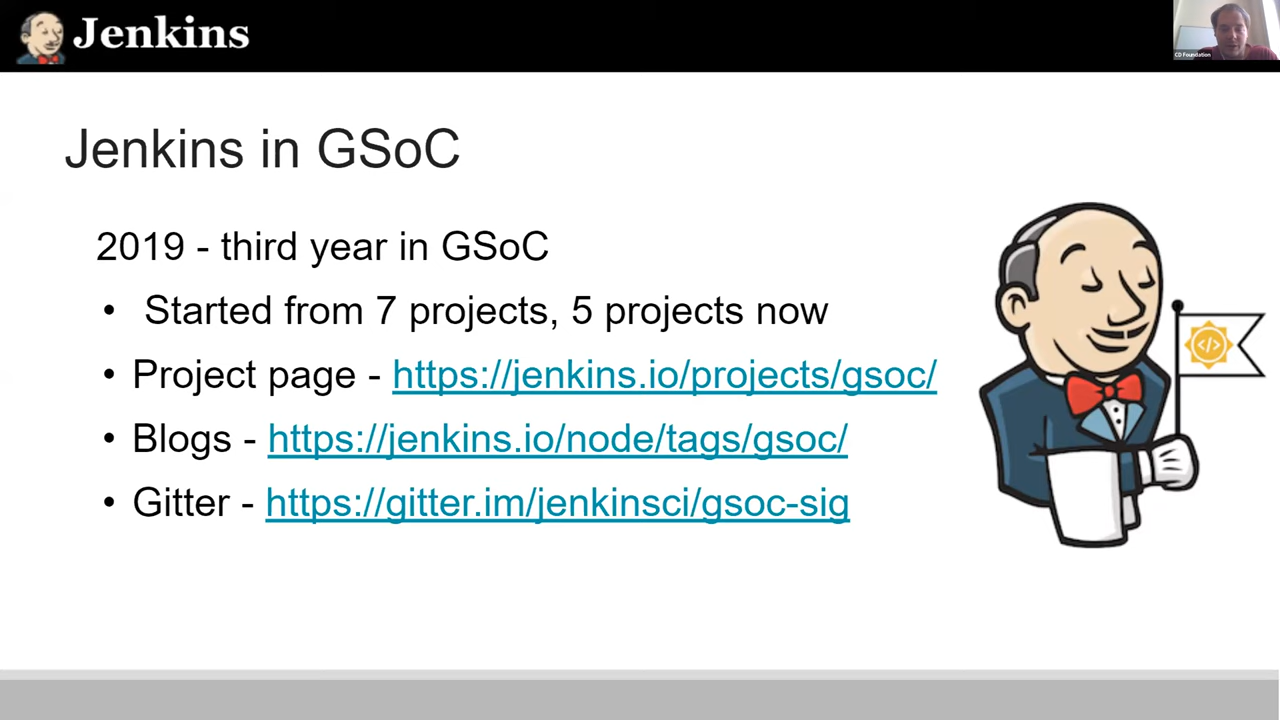 Jenkins
CD Foundation
Jenkins in GSoC
2019 - third year in GSoC
• Started from 7 projects, 5 projects now
• Project page - https://jenkins.io/projects/gsoc/
• Blogs - https://jenkins.io/node/tags/gsoc/
• Gitter - https://gitter.im/jenkinsci/gsoc-sig